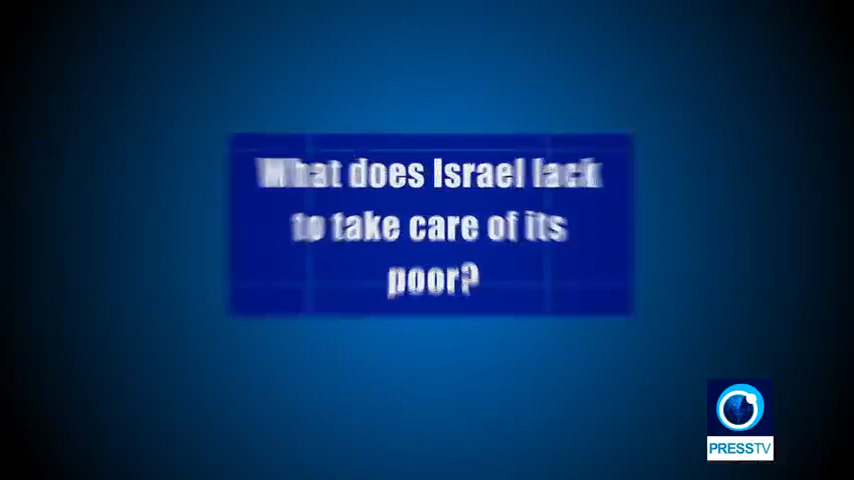 What does Israel lack
to take care of its
poor?
PRESSTV